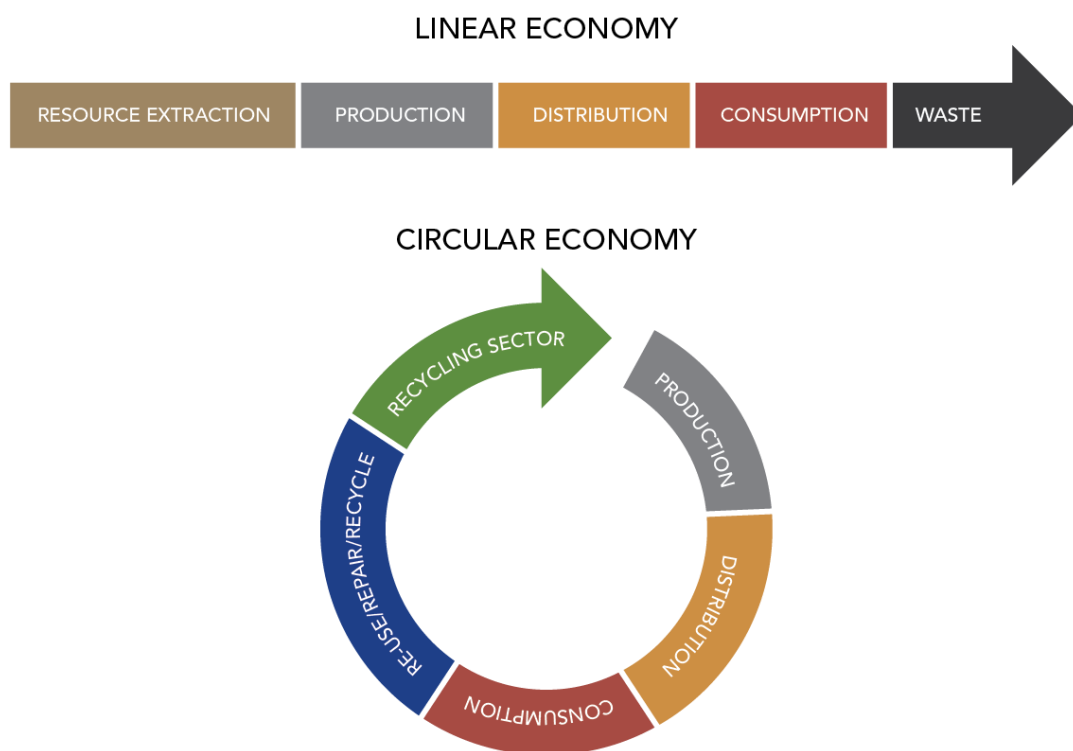 LINEAR ECONOMY
RESOURCE EXTRACTION
PRODUCTION
DISTRIBUTION
CONSUMPTION
WASTE
CIRCULAR ECONOMY
RECYCLING SECTOR
PRODUCTION
DISTRIBUTION
CONSUMPTION
RE-USE/REPAIR/RECYCLE